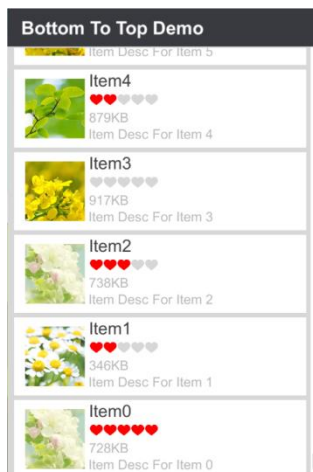 Bottom To Top Demo
Item Desc For Item 5
Item4
879KB
Item Desc For Item 4
Item3
917KB
Item Desc For Item 3
Item2
738KB
Item Desc For Item 2
Item1
346KB
Item Desc For Item 1
Item0
728KB
Item Desc For Item 0